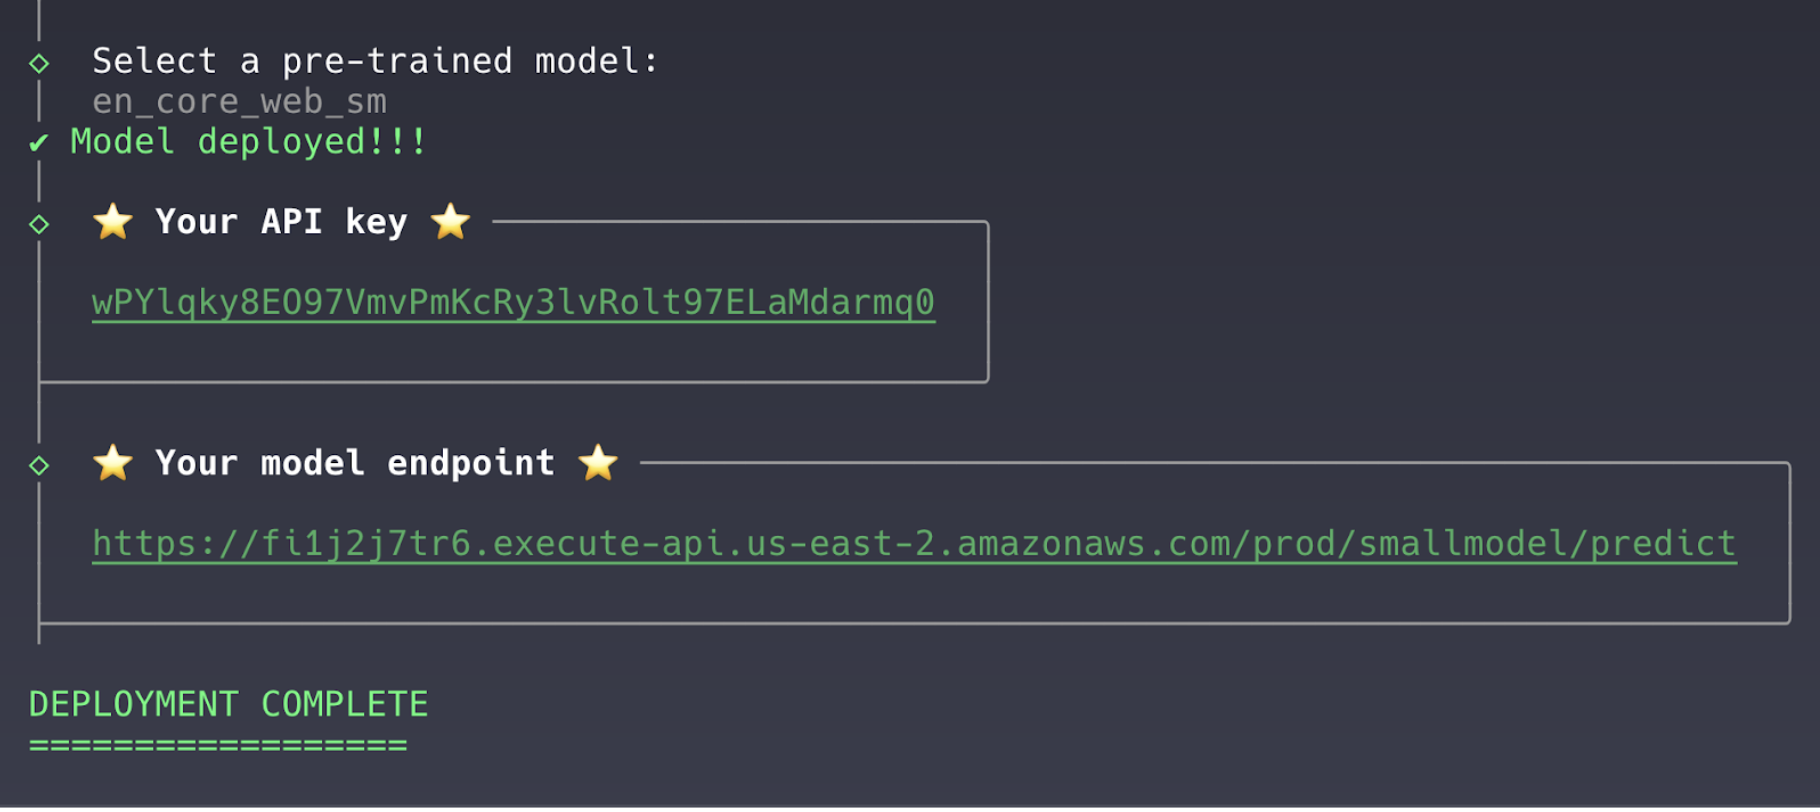 Select a pre-trained model:
en_core_web_sm
✔ Model deployed!!!
⭐ Your API key ⭐
wPYlqky8EO97VmvPmKcRy3lvRolt97ELaMdarmq0
⭐ Your model endpoint ⭐
https://fi1j2j7tr6.execute-api.us-east-2.amazonaws.com/prod/smallmodel/predict
DEPLOYMENT COMPLETE
==================